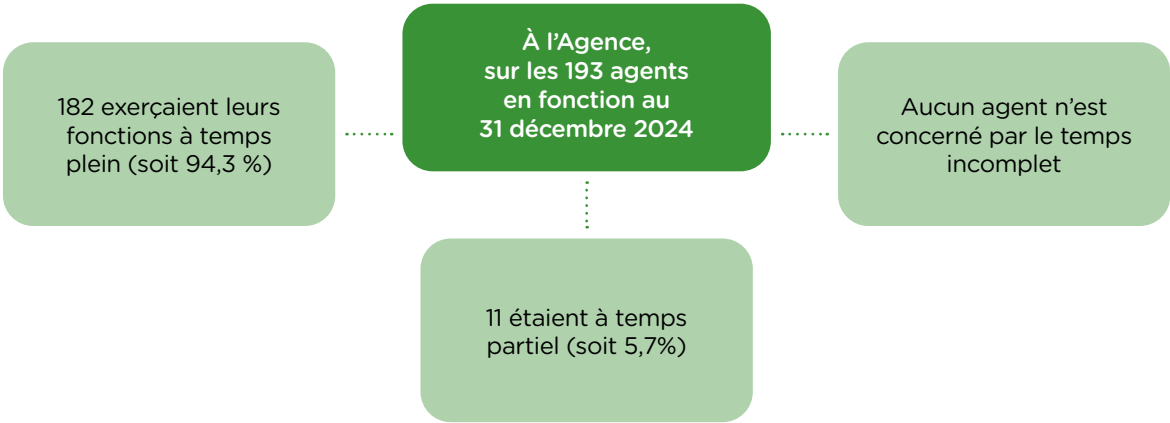 À l’Agence,
sur les 193 agents
en fonction au
31 décembre 2024
182 exerçaient leurs
fonctions à temps
plein (soit 94,3 %)
Aucun agent n’est
concerné par le temps
incomplet
11 étaient à temps
partiel (soit 5,7%)